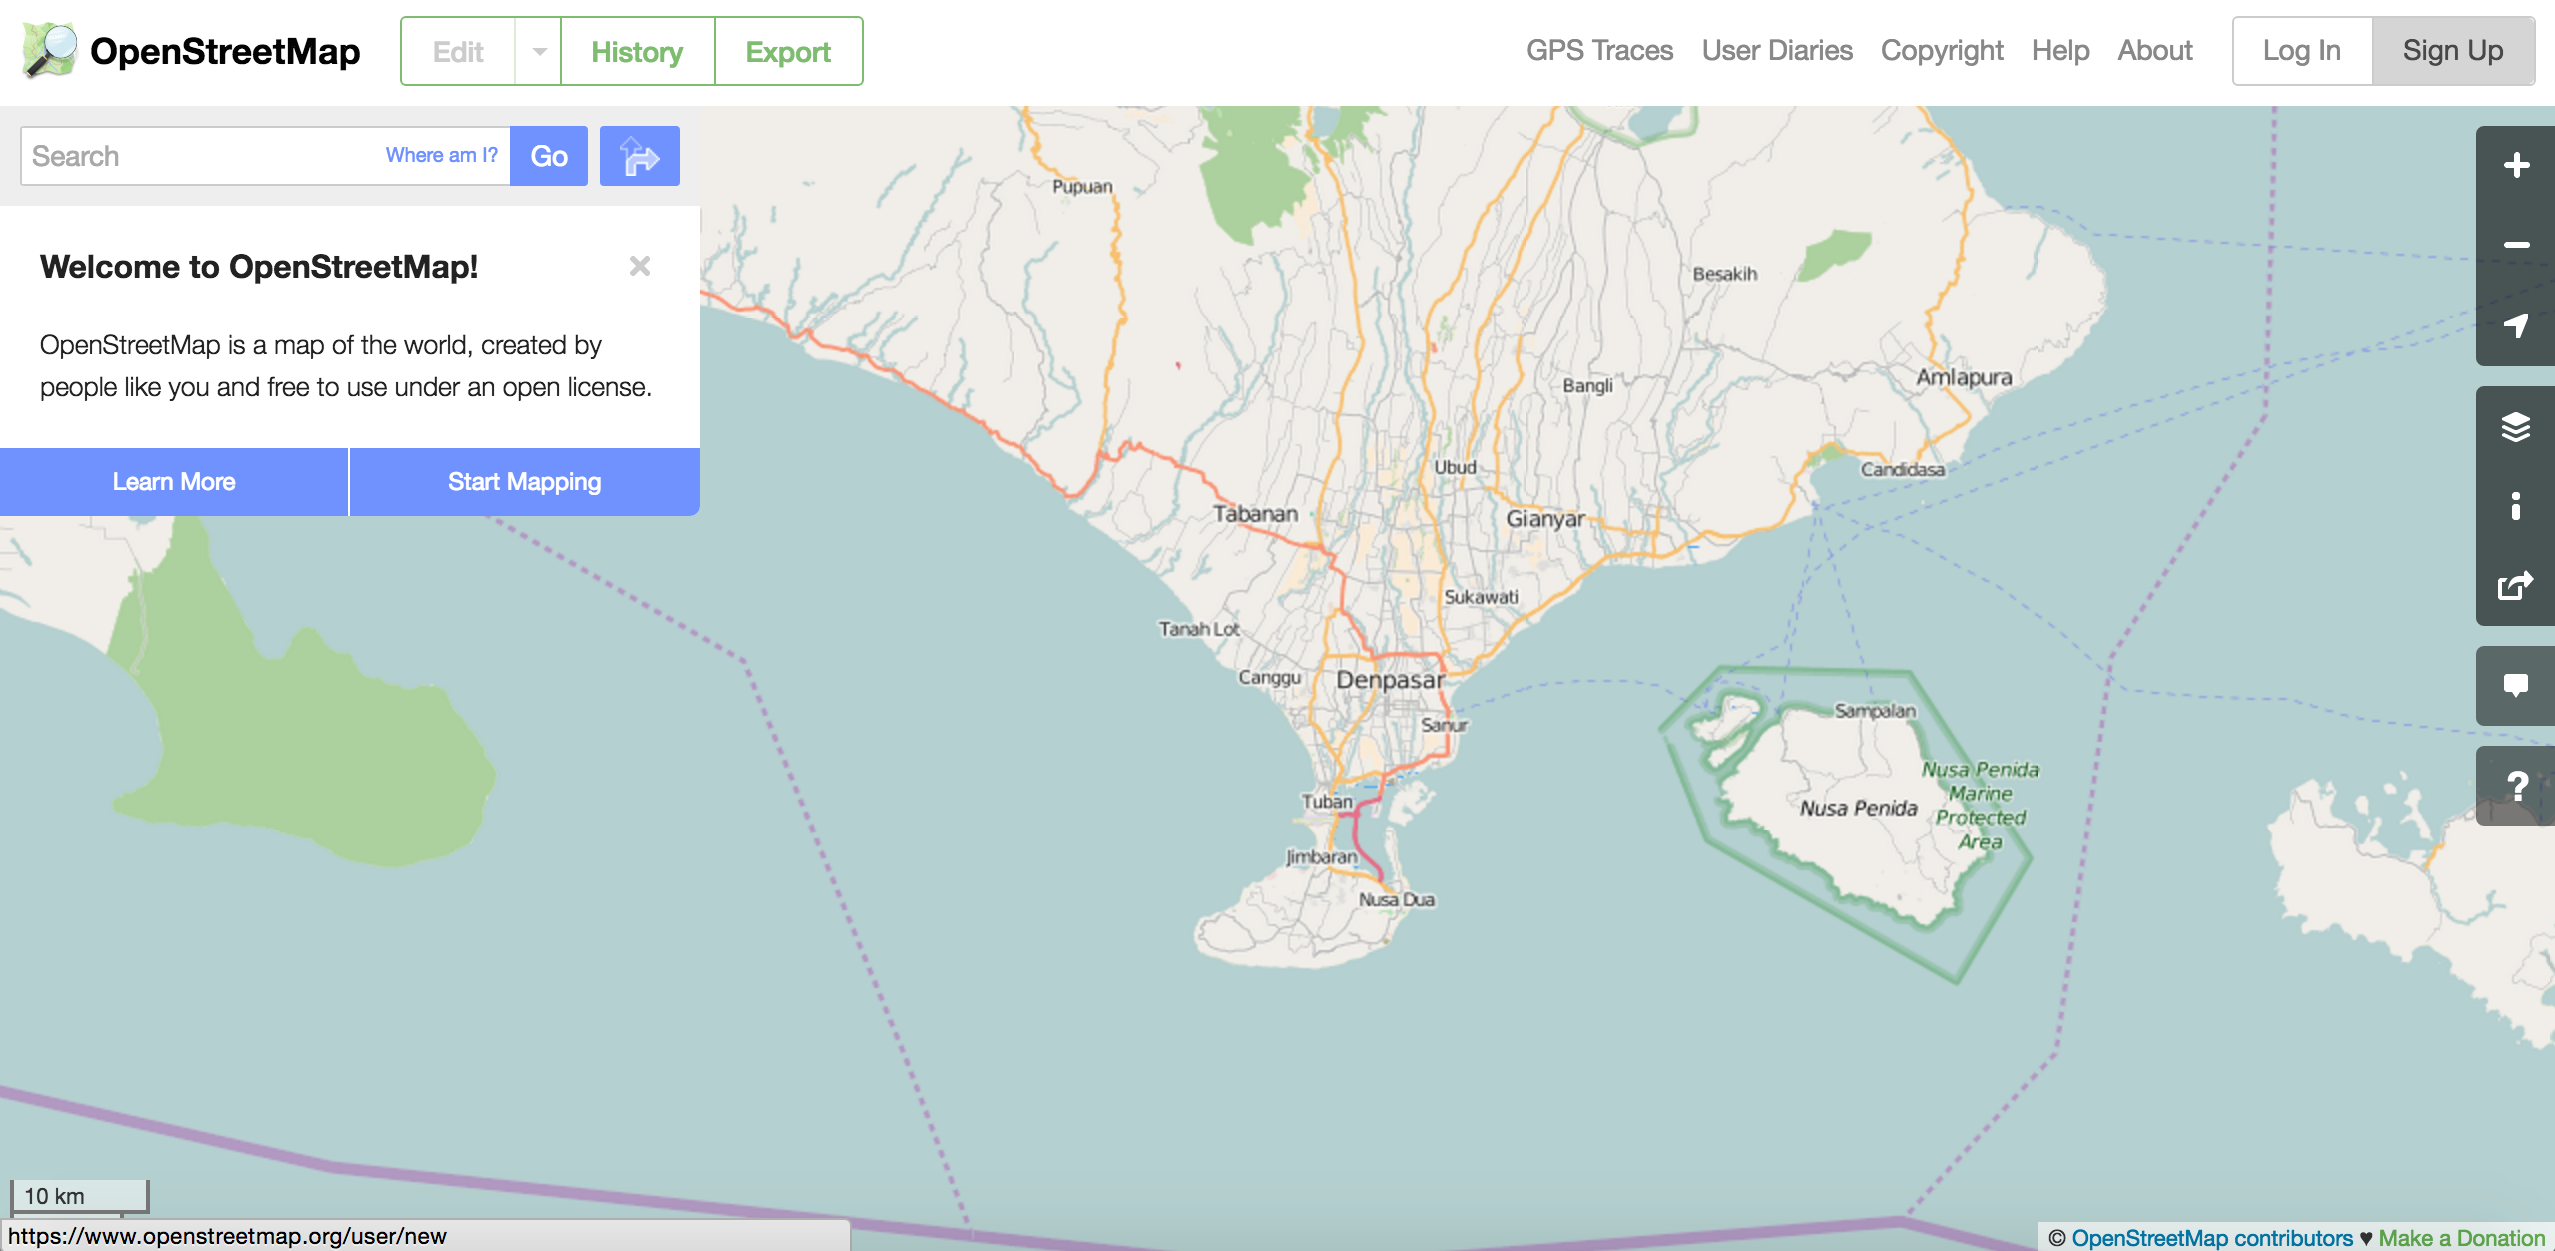 OpenStreetMap
Edit
History
Export
GPS Traces
User Diaries
Copyright
Help
About
Log In
Sign Up
Search
Where am I?
Go
Welcome to OpenStreetMap!
×
OpenStreetMap is a map of the world, created by
people like you and free to use under an open license.
Learn More
Start Mapping
Pupuan
Besakih
Amlapura
Bangli
Ubud
Candidasa
Tabanan
Gianyar
Sukawati
Tanah Lot
Canggu
Denpasar
Sanur
Sampalan
Nusa Penida
Marine
Protected
Area
Nusa Penida
Tuban
Jimbaran
Nusa Dua
?
10 km
https://www.openstreetmap.org/user/new
© OpenStreetMap contributors ♥ Make a Donation